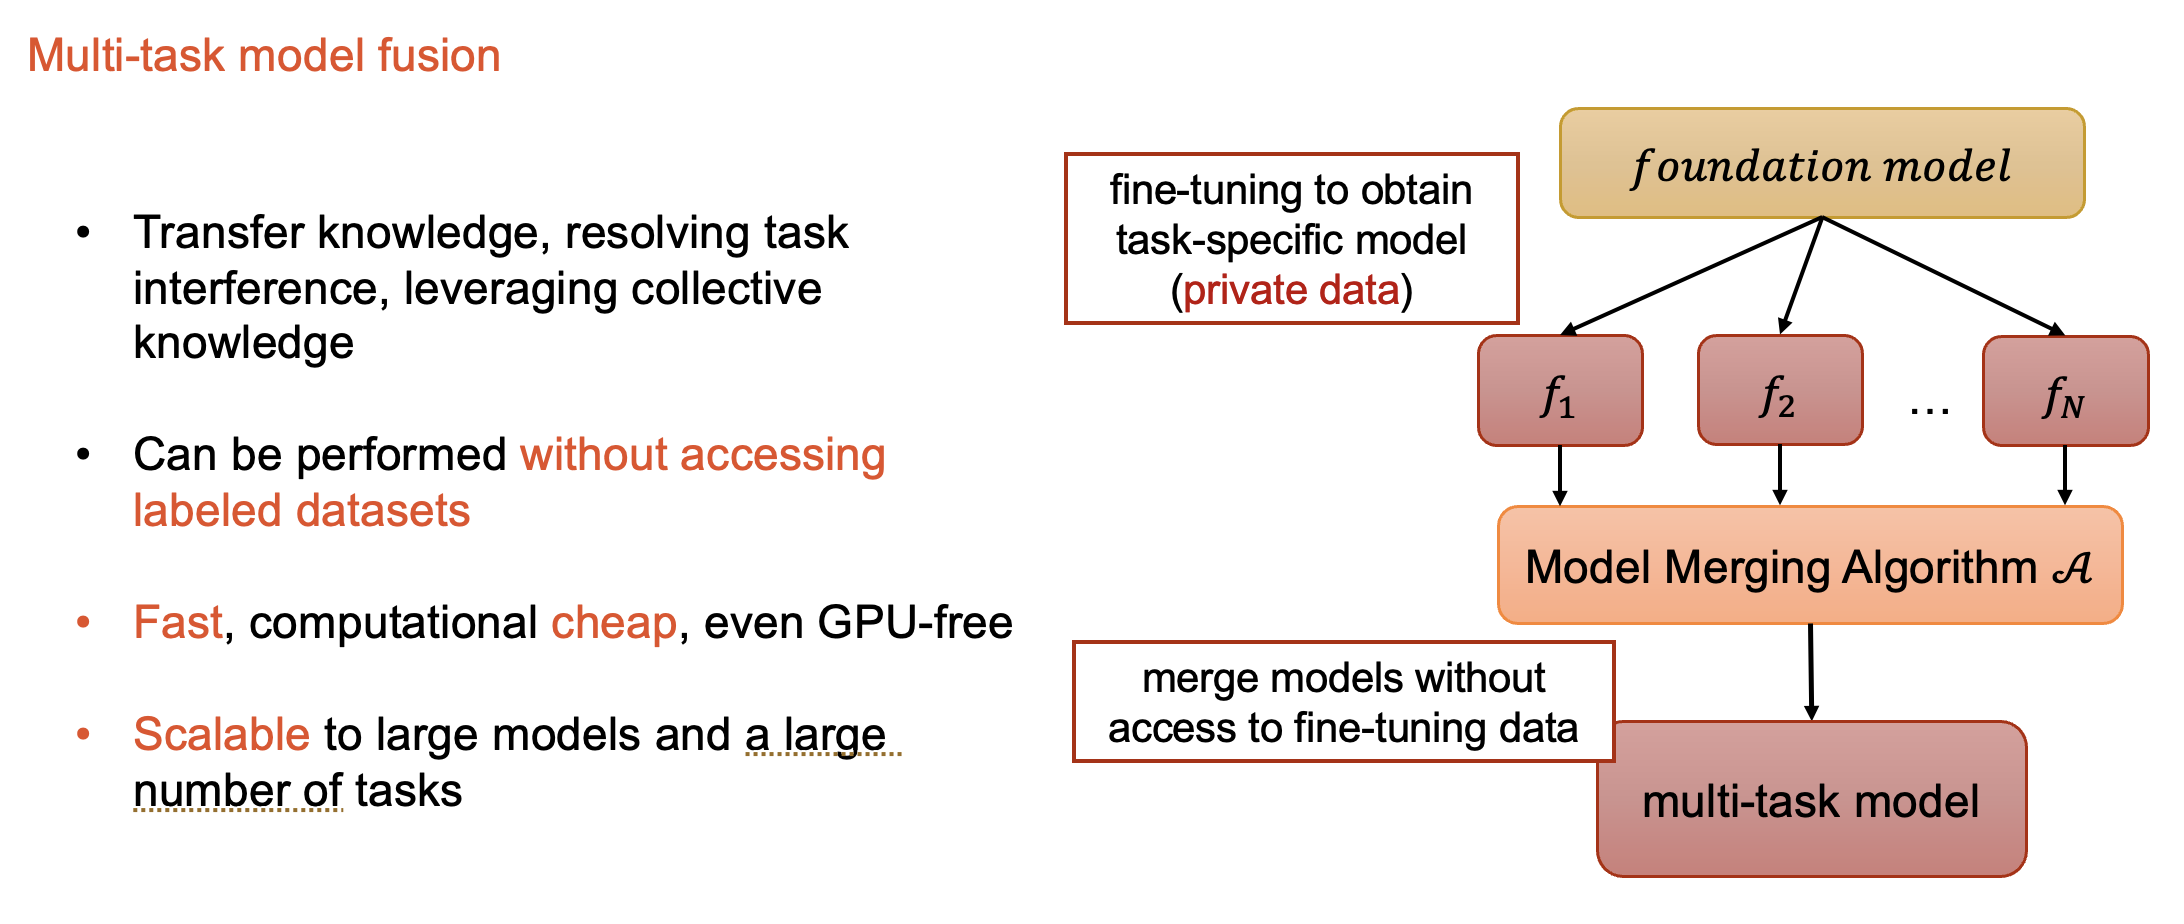 Multi-task model fusion
• Transfer knowledge, resolving task
interference, leveraging collective
knowledge
• Can be performed without accessing
labeled datasets
• Fast, computational cheap, even GPU-free
• Scalable to large models and a large
number of tasks
fine-tuning to obtain
task-specific model
(private data)
foundation model
f₁
f₂
...
f_N
Model Merging Algorithm 𝒜
merge models without
access to fine-tuning data
multi-task model